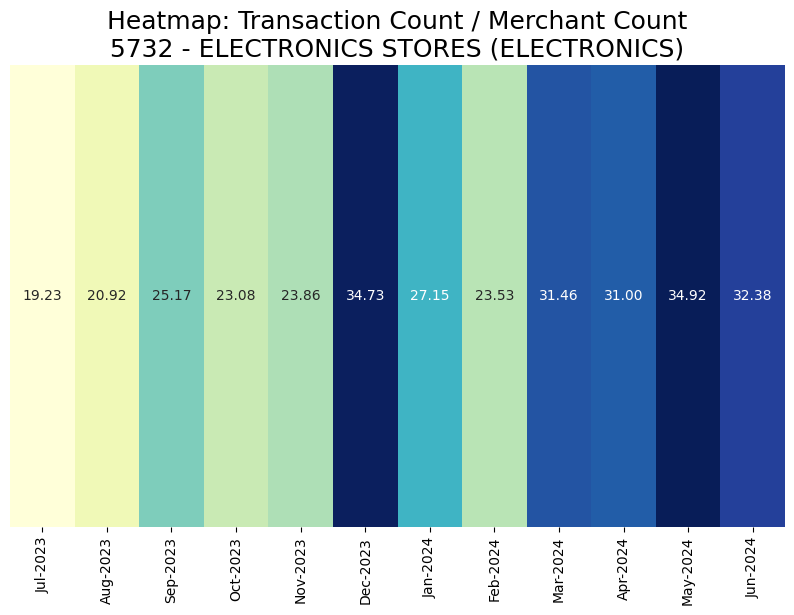 Heatmap: Transaction Count / Merchant Count
5732 - ELECTRONICS STORES (ELECTRONICS)
19.23 20.92 25.17 23.08 23.86 34.73 27.15 23.53 31.46 31.00 34.92 32.38
Jul-2023 Aug-2023 Sep-2023 Oct-2023 Nov-2023 Dec-2023 Jan-2024 Feb-2024 Mar-2024 Apr-2024 May-2024 Jun-2024